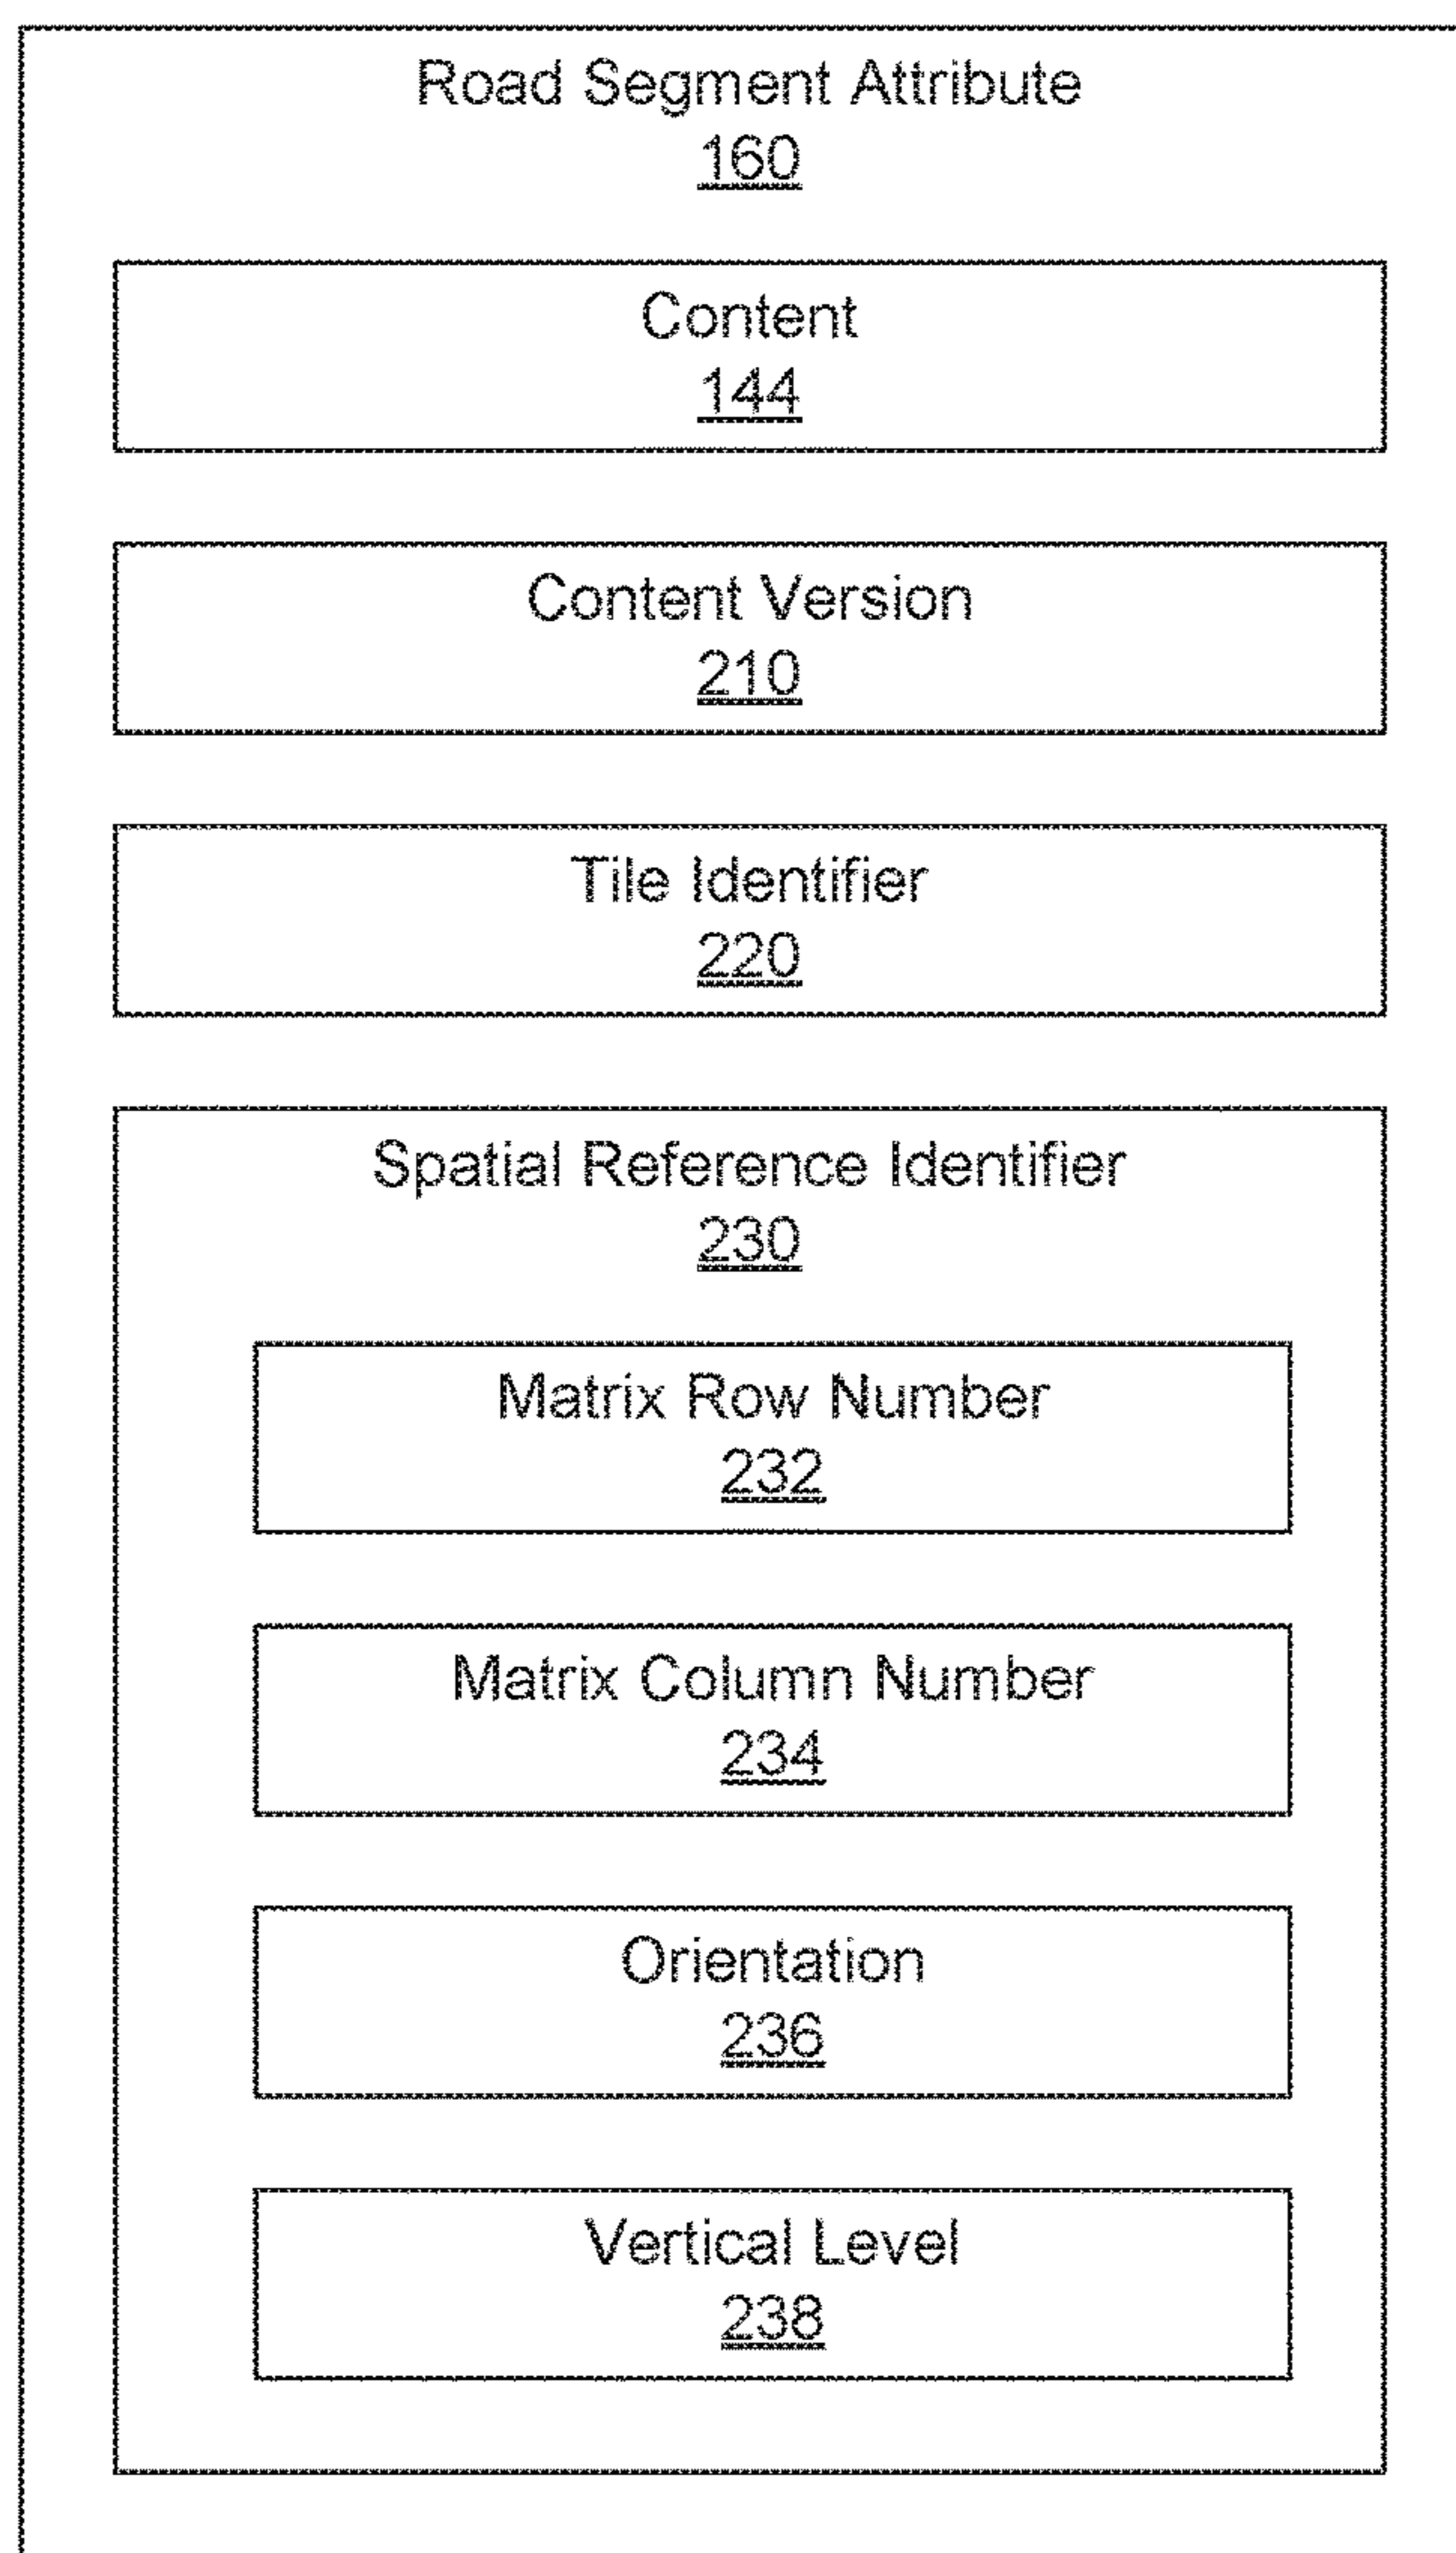 Road Segment Attribute
160
Content
144
Content Version
210
Tile Identifier
220
Spatial Reference Identifier
230
Matrix Row Number
232
Matrix Column Number
234
Orientation
236
Vertical Level
238